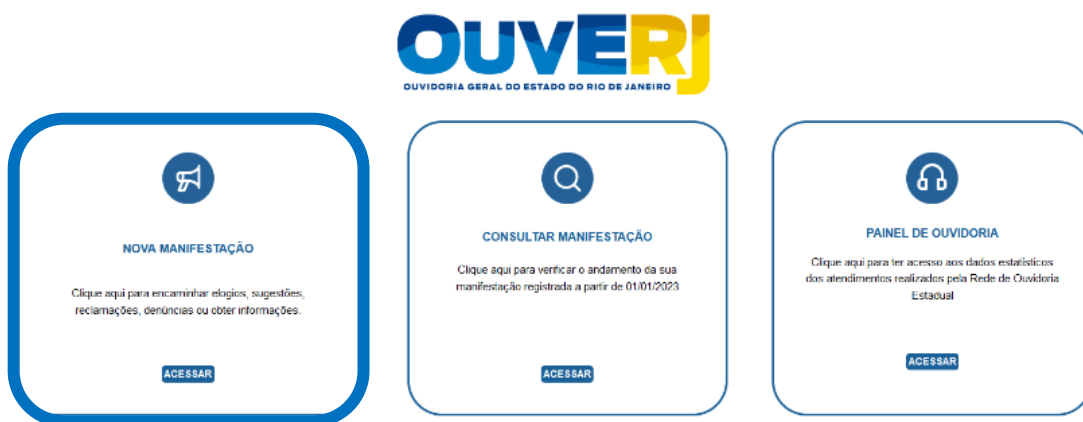 OUVERJ
OUVIDORIA GERAL DO ESTADO DO RIO DE JANEIRO
NOVA MANIFESTAÇÃO
Clique aqui para encaminhar elogios, sugestões,
reclamações, denúncias ou obter informações.
ACESSAR
CONSULTAR MANIFESTAÇÃO
Clique aqui para verificar o andamento da sua
manifestação registrada a partir de 01/01/2023
ACESSAR
PAINEL DE OUVIDORIA
Clique aqui para ter acesso aos dados estatísticos
dos atendimentos realizados pela Rede de Ouvidoria
Estadual
ACESSAR